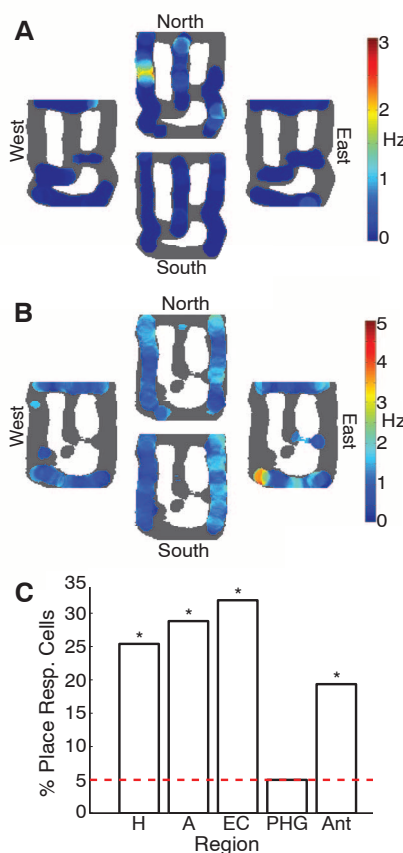 A
North
3
2
Hz
1
0
West
East
South
B
North
5
4
3
Hz
2
1
0
West
East
South
C
% Place Resp. Cells
35
30
25
20
15
10
5
0
* * * *
H A EC PHG Ant
Region